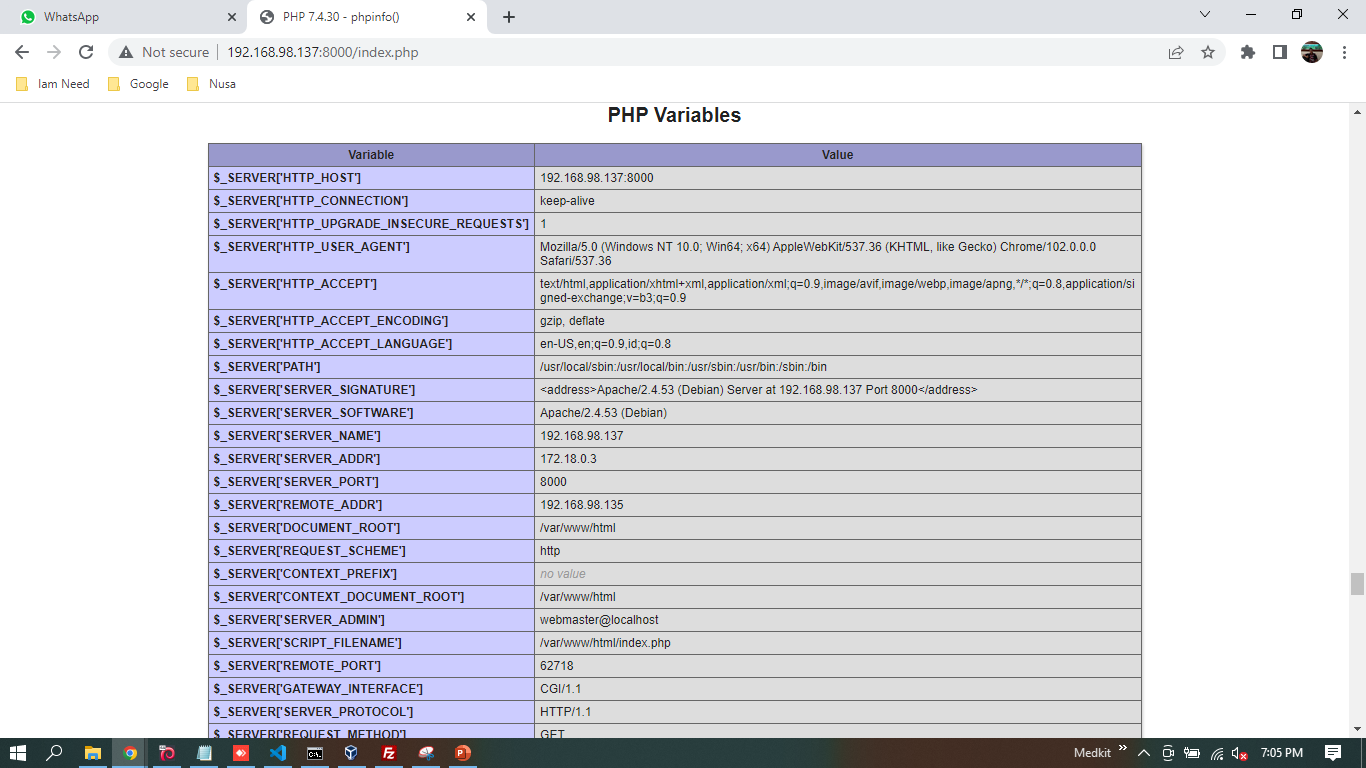 WhatsApp
PHP 7.4.30 - phpinfo()
Not secure
192.168.98.137:8000/index.php
Iam Need
Google
Nusa
PHP Variables
Variable Value
$_SERVER['HTTP_HOST'] 192.168.98.137:8000
$_SERVER['HTTP_CONNECTION'] keep-alive
$_SERVER['HTTP_UPGRADE_INSECURE_REQUESTS'] 1
$_SERVER['HTTP_USER_AGENT'] Mozilla/5.0 (Windows NT 10.0; Win64; x64) AppleWebKit/537.36 (KHTML, like Gecko) Chrome/102.0.0.0
Safari/537.36
$_SERVER['HTTP_ACCEPT'] text/html,application/xhtml+xml,application/xml;q=0.9,image/avif,image/webp,image/apng,*/*;q=0.8,application/si
gned-exchange;v=b3;q=0.9
$_SERVER['HTTP_ACCEPT_ENCODING'] gzip, deflate
$_SERVER['HTTP_ACCEPT_LANGUAGE'] en-US,en;q=0.9,id;q=0.8
$_SERVER['PATH'] /usr/local/sbin:/usr/local/bin:/usr/sbin:/usr/bin:/sbin:/bin
$_SERVER['SERVER_SIGNATURE'] <address>Apache/2.4.53 (Debian) Server at 192.168.98.137 Port 8000</address>
$_SERVER['SERVER_SOFTWARE'] Apache/2.4.53 (Debian)
$_SERVER['SERVER_NAME'] 192.168.98.137
$_SERVER['SERVER_ADDR'] 172.18.0.3
$_SERVER['SERVER_PORT'] 8000
$_SERVER['REMOTE_ADDR'] 192.168.98.135
$_SERVER['DOCUMENT_ROOT'] /var/www/html
$_SERVER['REQUEST_SCHEME'] http
$_SERVER['CONTEXT_PREFIX'] no value
$_SERVER['CONTEXT_DOCUMENT_ROOT'] /var/www/html
$_SERVER['SERVER_ADMIN'] webmaster@localhost
$_SERVER['SCRIPT_FILENAME'] /var/www/html/index.php
$_SERVER['REMOTE_PORT'] 62718
$_SERVER['GATEWAY_INTERFACE'] CGI/1.1
$_SERVER['SERVER_PROTOCOL'] HTTP/1.1
$_SERVER['REQUEST_METHOD'] GET
Medkit
7:05 PM